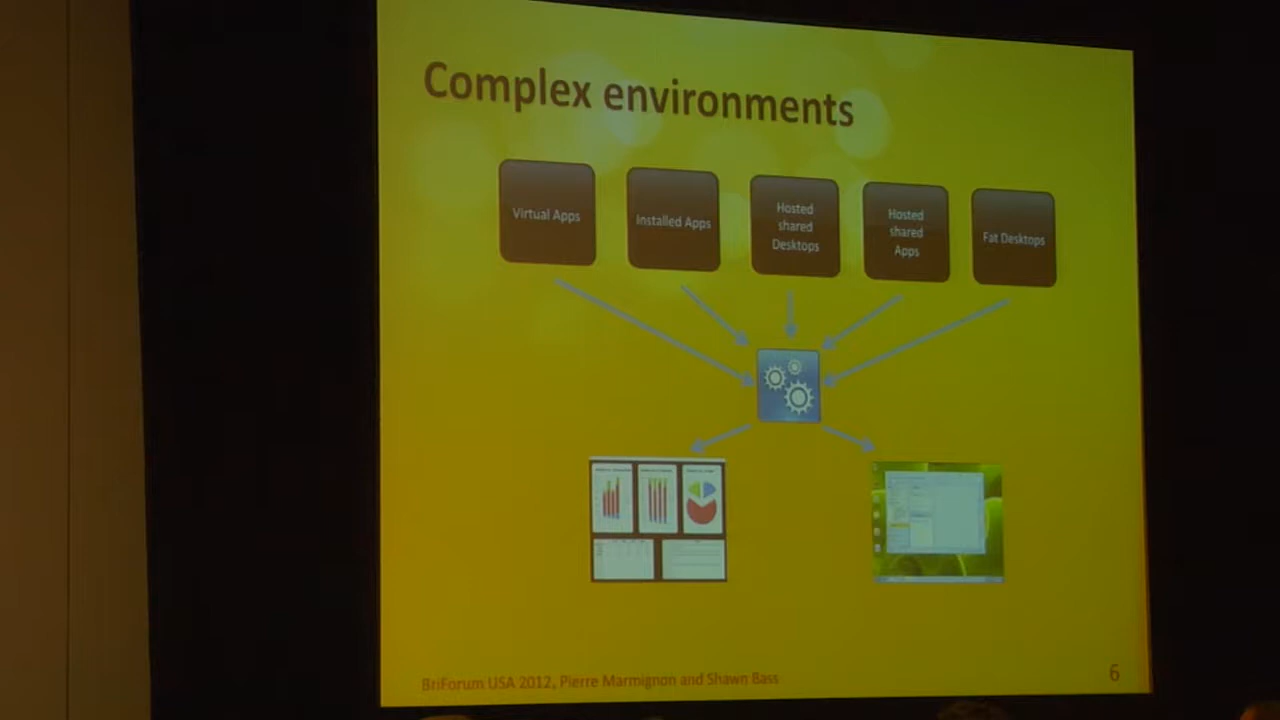 Complex environments
Virtual Apps
Installed Apps
Hosted
shared
Desktops
Hosted
shared
Apps
Fat Desktops
BriForum USA 2012, Pierre Marmignon and Shawn Bass
6